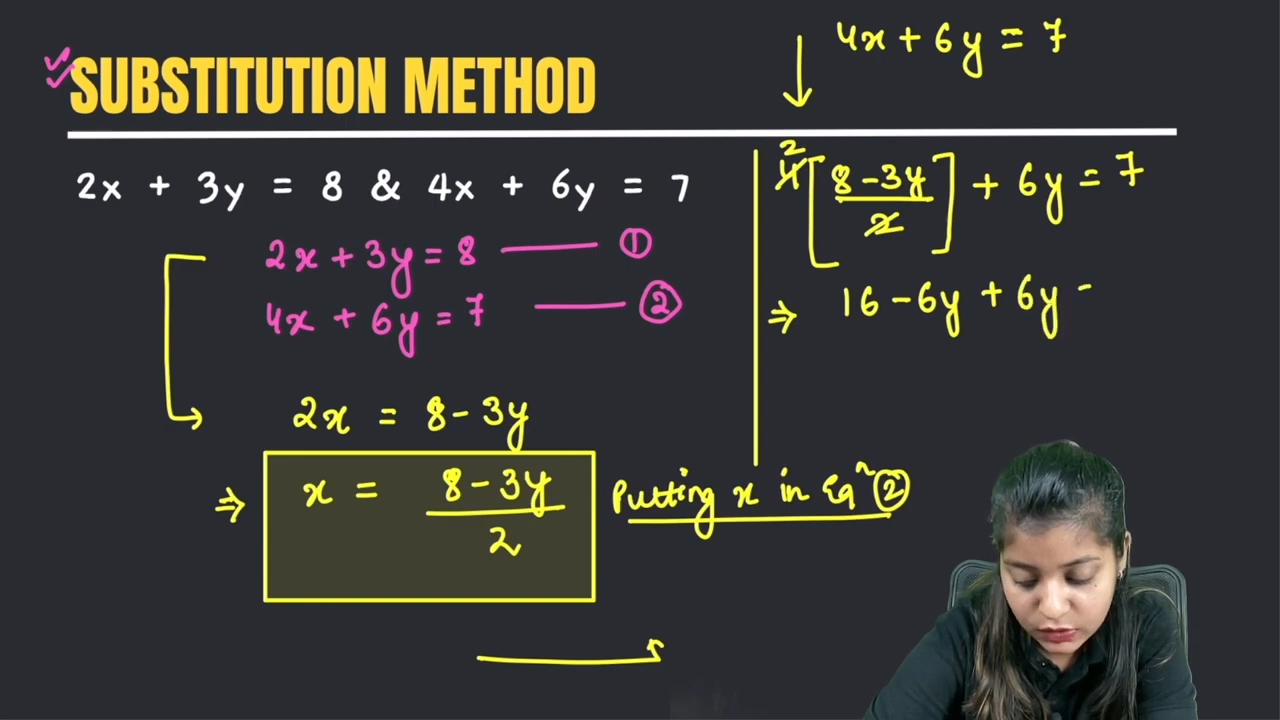 SUBSTITUTION METHOD
2x + 3y = 8 & 4x + 6y = 7
2x + 3y = 8 —— ①
4x + 6y = 7 —— ②
2x = 8 - 3y
⇒ x = (8 - 3y)/2
Putting x in Eqⁿ ②
4x + 6y = 7
2 4[(8 - 3y)/2] + 6y = 7
⇒ 16 - 6y + 6y -